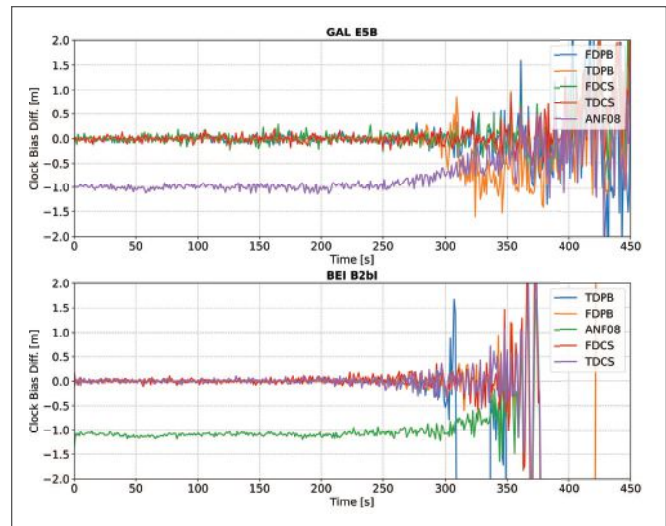 GAL E5B
2.0
1.5
1.0
0.5
0.0
−0.5
−1.0
−1.5
−2.0
Clock Bias Diff. [m]
FDPB
TDPB
FDCS
TDCS
ANF08
0 50 100 150 200 250 300 350 400 450
Time [s]
BEI B2bI
2.0
1.5
1.0
0.5
0.0
−0.5
−1.0
−1.5
−2.0
Clock Bias Diff. [m]
TDPB
FDPB
ANF08
FDCS
TDCS
0 50 100 150 200 250 300 350 400 450
Time [s]